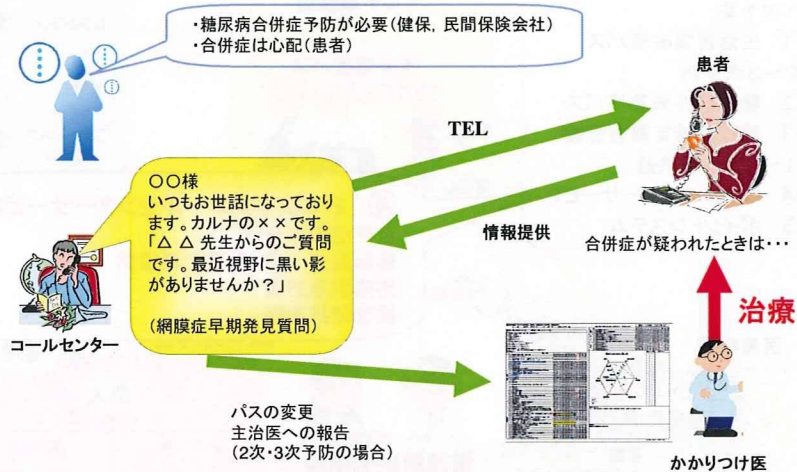 ・糖尿病合併症予防が必要(健保, 民間保険会社)
・合併症は心配(患者)
患者
TEL
〇〇様
いつもお世話になっており
ます。カルナの××です。
「△ △ 先生からのご質問
です。最近視野に黒い影
がありませんか?」
(網膜症早期発見質問)
情報提供
合併症が疑われたときは・・・
コールセンター
治療
パスの変更
主治医への報告
(2次・3次予防の場合)
かかりつけ医